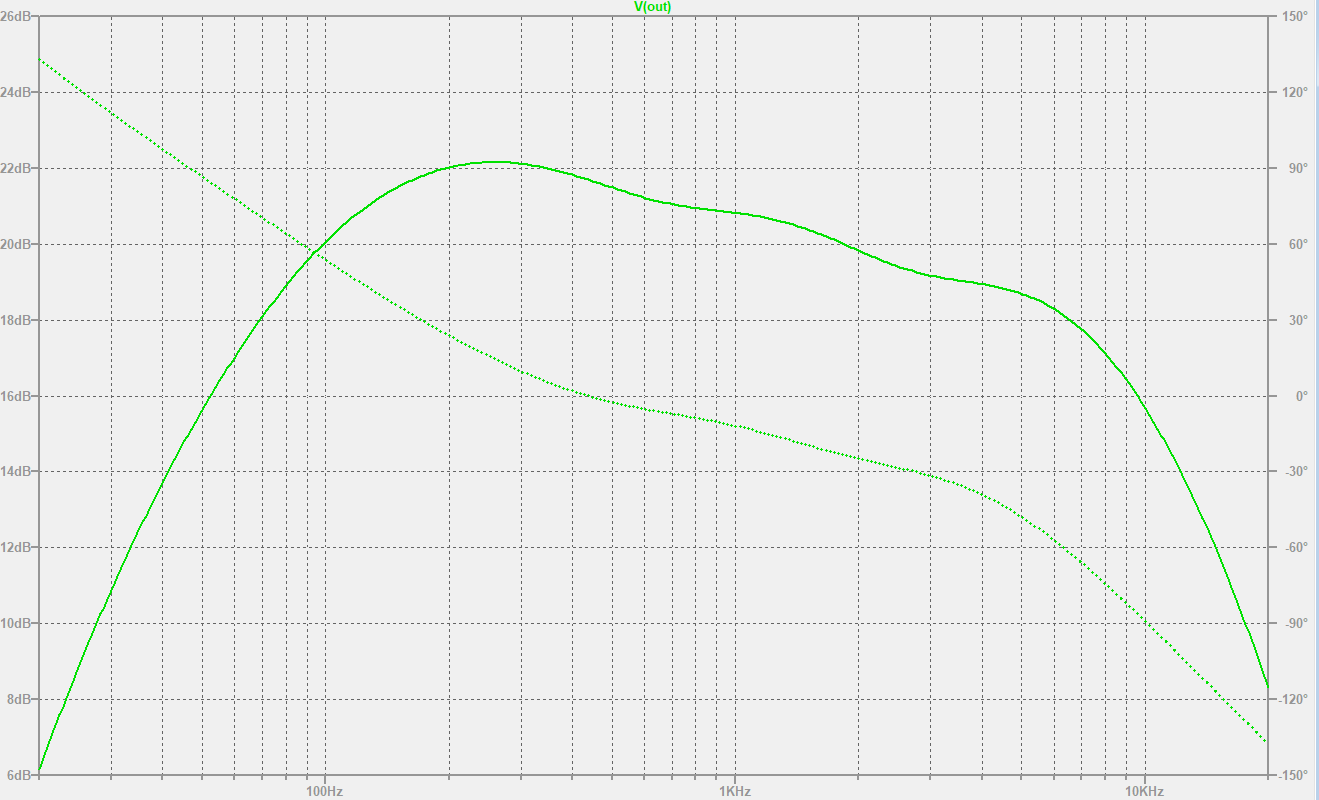 V(out)
26dB 150°
24dB 120°
22dB 90°
20dB 60°
18dB 30°
16dB 0°
14dB -30°
12dB -60°
10dB -90°
8dB -120°
6dB -150°
100Hz 1KHz 10KHz